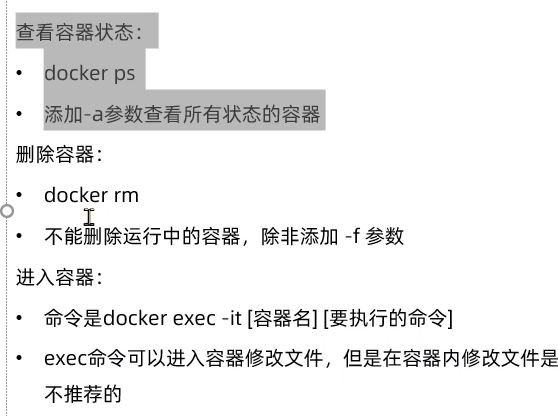 查看容器状态：
• docker ps
• 添加-a参数查看所有状态的容器
删除容器：
• docker rm
• 不能删除运行中的容器，除非添加 -f 参数
进入容器：
• 命令是docker exec -it [容器名] [要执行的命令]
• exec命令可以进入容器修改文件，但是在容器内修改文件是
不推荐的